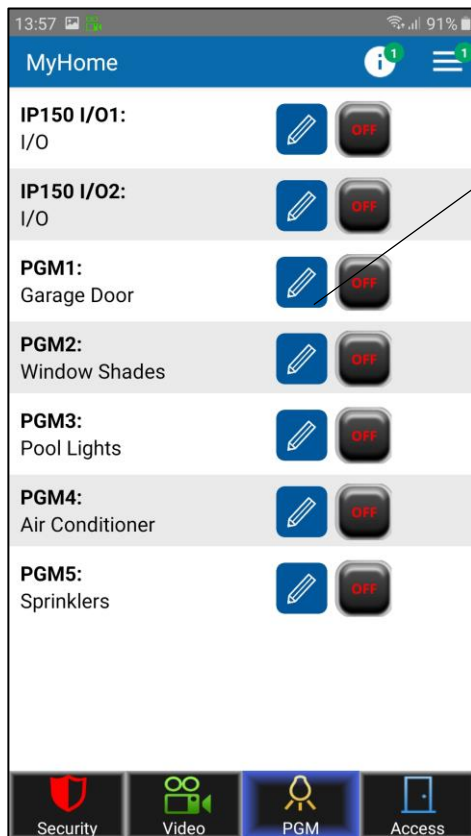 13:57 91%
MyHome i 1 1
IP150 I/O1:
I/O OFF
IP150 I/O2:
I/O OFF
PGM1:
Garage Door OFF
PGM2:
Window Shades OFF
PGM3:
Pool Lights OFF
PGM4:
Air Conditioner OFF
PGM5:
Sprinklers OFF
Security Video PGM Access